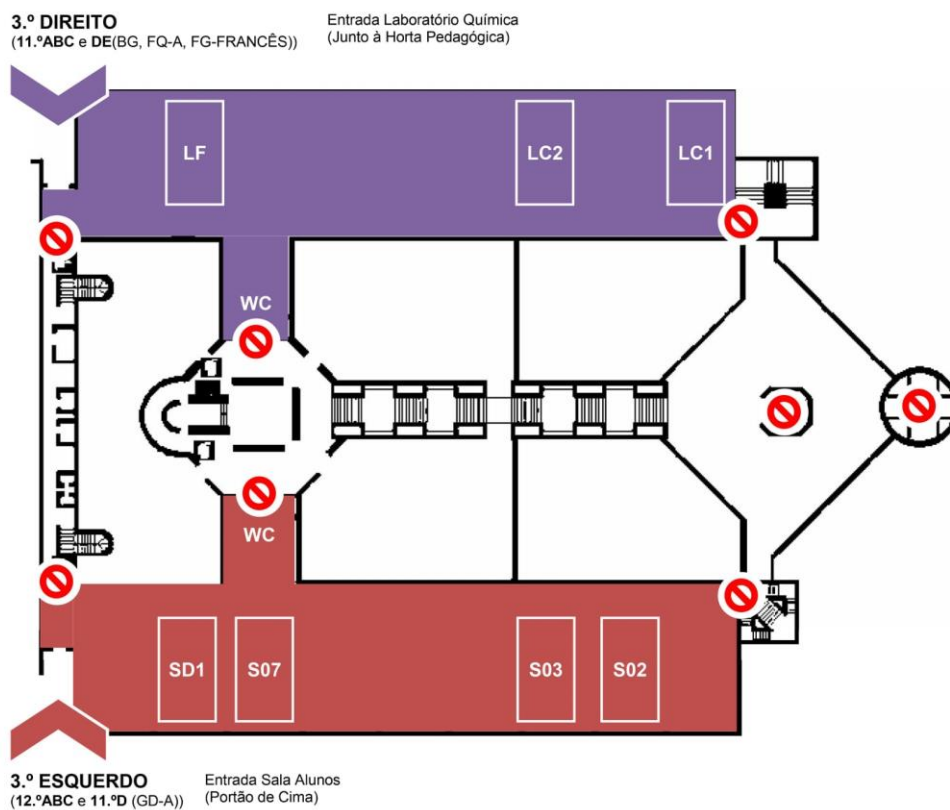 3.º DIREITO
(11.ºABC e DE(BG, FQ-A, FG-FRANCÊS))
Entrada Laboratório Química
(Junto à Horta Pedagógica)
LF
LC2
LC1
WC
WC
SD1
S07
S03
S02
3.º ESQUERDO
(12.ºABC e 11.ºD (GD-A))
Entrada Sala Alunos
(Portão de Cima)